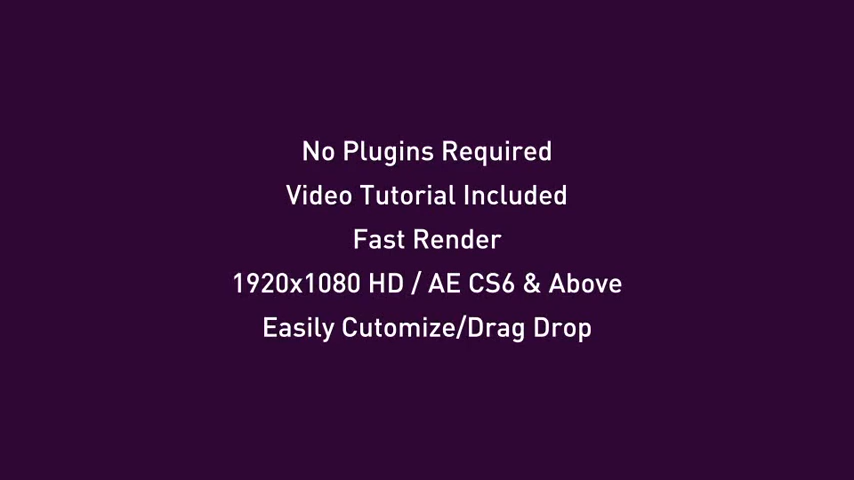 No Plugins Required
Video Tutorial Included
Fast Render
1920x1080 HD / AE CS6 & Above
Easily Cutomize/Drag Drop